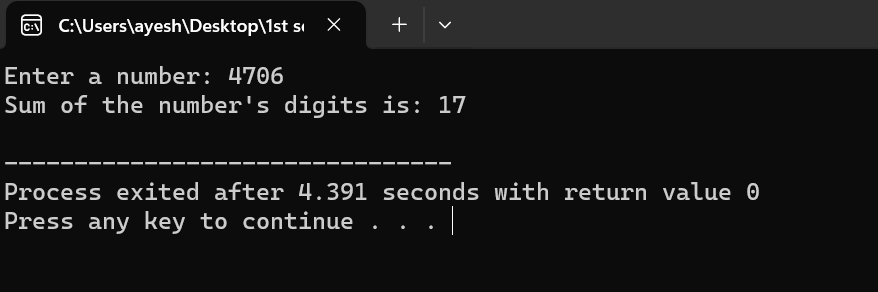 C:\Users\ayesh\Desktop\1st se
Enter a number: 4706
Sum of the number's digits is: 17
--------------------------------
Process exited after 4.391 seconds with return value 0
Press any key to continue . . .